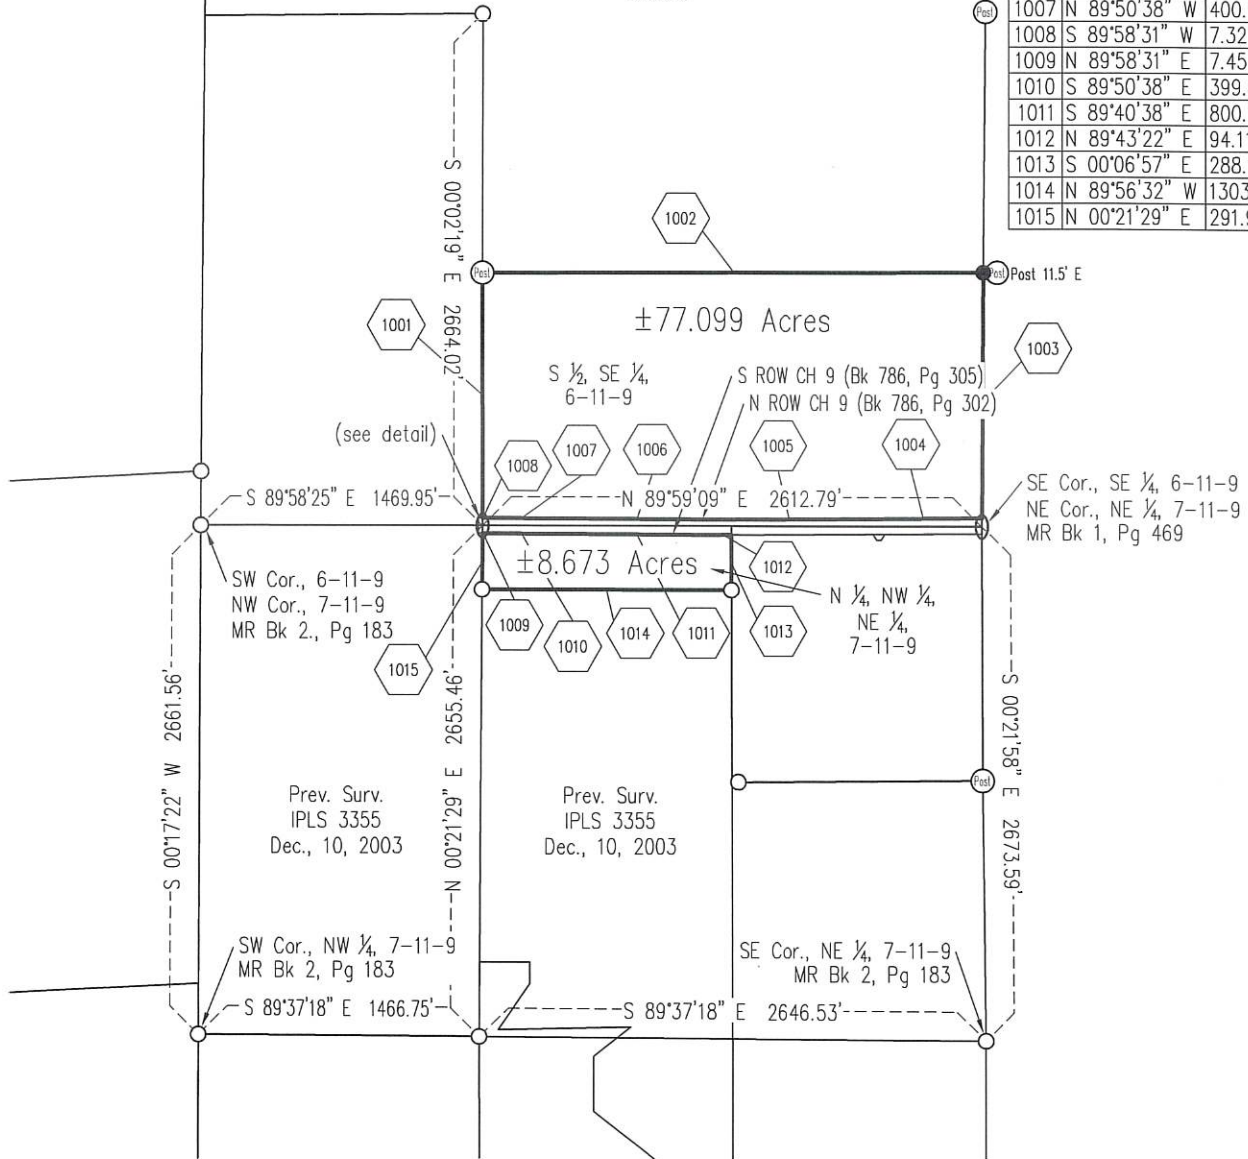 Post
1007 N 89°50'38" W 400.
1008 S 89°58'31" W 7.32
1009 N 89°58'31" E 7.45
1010 S 89°50'38" E 399.
1011 S 89°40'38" E 800.
1012 N 89°43'22" E 94.1
1013 S 00°06'57" E 288.
1014 N 89°56'32" W 1303
1015 N 00°21'29" E 291.9
S 00°02'19" E 2664.02'
1002
Post
Post
Post 11.5' E
1001
±77.099 Acres
1003
S ½, SE ¼,
6-11-9
S ROW CH 9 (Bk 786, Pg 305)
N ROW CH 9 (Bk 786, Pg 302)
(see detail)
1008
1007
1006
1005
1004
S 89°58'25" E 1469.95'
N 89°59'09" E 2612.79'
SE Cor., SE ¼, 6-11-9
NE Cor., NE ¼, 7-11-9
MR Bk 1, Pg 469
SW Cor., 6-11-9
NW Cor., 7-11-9
MR Bk 2., Pg 183
±8.673 Acres
1012
N ¼, NW ¼,
NE ¼,
7-11-9
1009
1010
1014
1011
1013
1015
S 00°17'22" W 2661.56'
N 00°21'29" E 2655.46'
S 00°21'58" E 2673.59'
Post
Prev. Surv.
IPLS 3355
Dec., 10, 2003
Prev. Surv.
IPLS 3355
Dec., 10, 2003
SW Cor., NW ¼, 7-11-9
MR Bk 2, Pg 183
SE Cor., NE ¼, 7-11-9
MR Bk 2, Pg 183
S 89°37'18" E 1466.75'
S 89°37'18" E 2646.53'